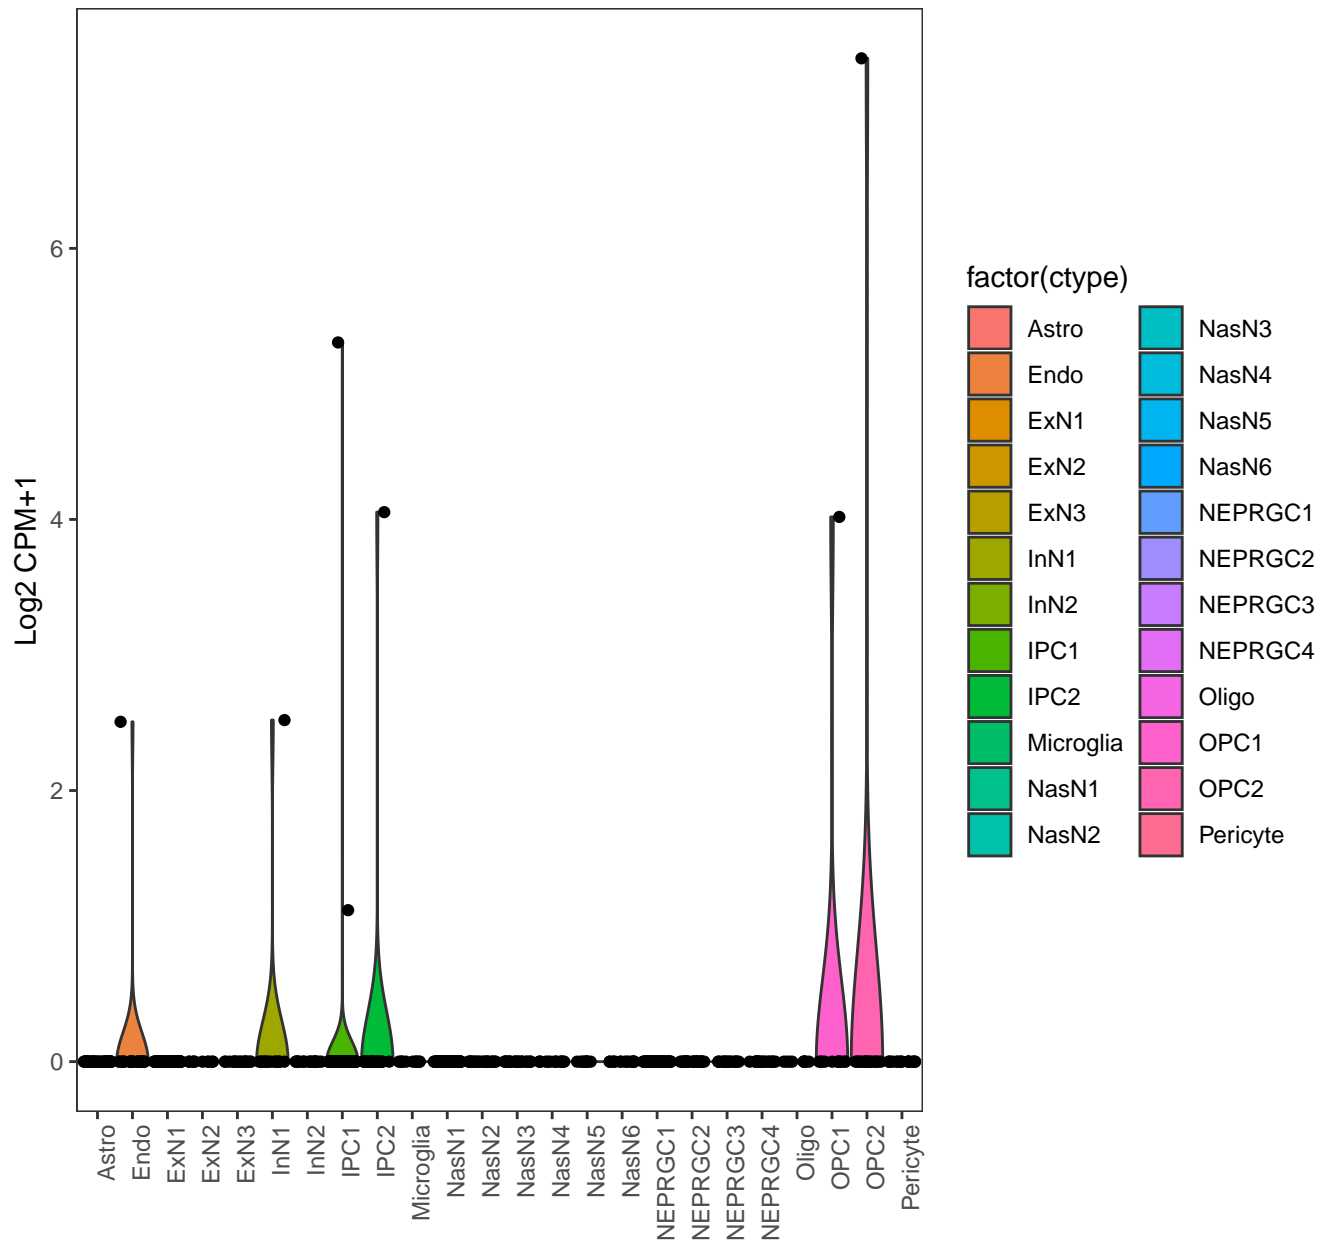 Log2 CPM+1
6
4
2
0
Astro
Endo
ExN1
ExN2
ExN3
InN1
InN2
IPC1
IPC2
Microglia
NasN1
NasN2
NasN3
NasN4
NasN5
NasN6
NEPRGC1
NEPRGC2
NEPRGC3
NEPRGC4
Oligo
OPC1
OPC2
Pericyte
factor(ctype)
Astro
Endo
ExN1
ExN2
ExN3
InN1
InN2
IPC1
IPC2
Microglia
NasN1
NasN2
NasN3
NasN4
NasN5
NasN6
NEPRGC1
NEPRGC2
NEPRGC3
NEPRGC4
Oligo
OPC1
OPC2
Pericyte